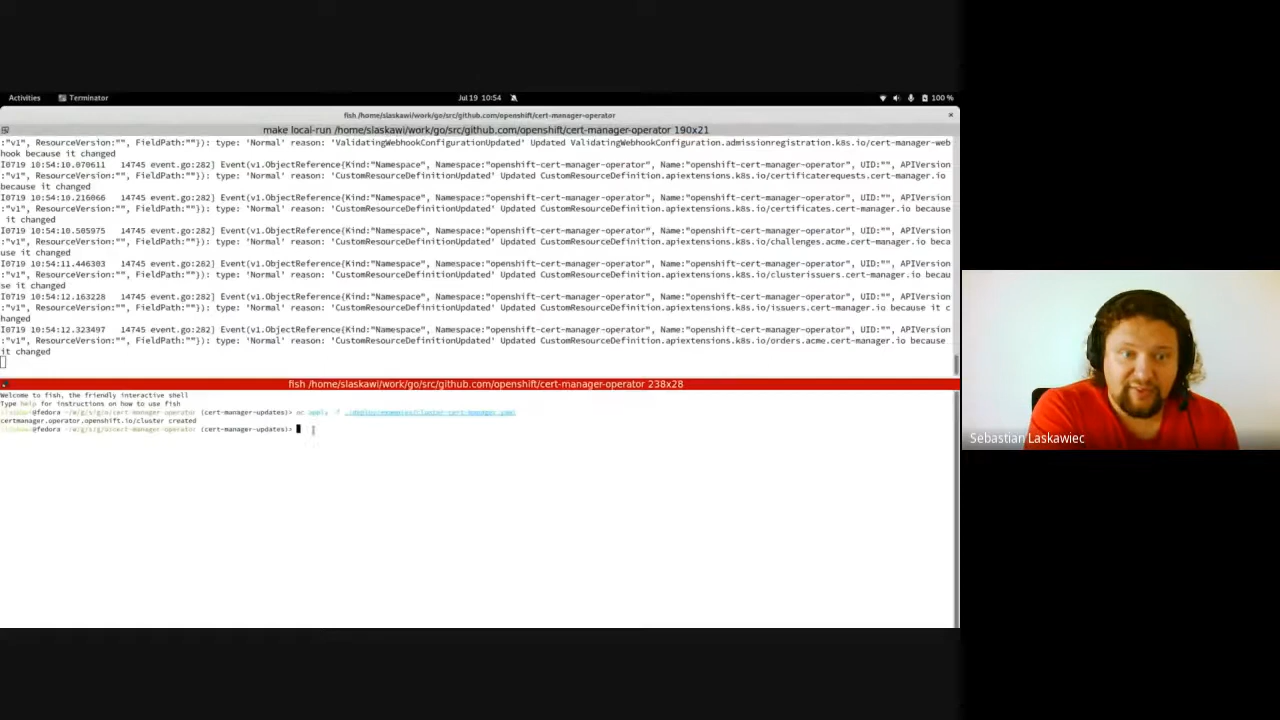 Activities
Terminator
Jul 19 10:54
100 %
fish /home/slaskawi/work/go/src/github.com/openshift/cert-manager-operator
make local-run /home/slaskawi/work/go/src/github.com/openshift/cert-manager-operator 190x21
:"v1", ResourceVersion:"", FieldPath:""}): type: 'Normal' reason: 'ValidatingWebhookConfigurationUpdated' Updated ValidatingWebhookConfiguration.admissionregistration.k8s.io/cert-manager-web
hook because it changed
I0719 10:54:10.070611 14745 event.go:282] Event(v1.ObjectReference{Kind:"Namespace", Namespace:"openshift-cert-manager-operator", Name:"openshift-cert-manager-operator", UID:"", APIVersion
:"v1", ResourceVersion:"", FieldPath:""}): type: 'Normal' reason: 'CustomResourceDefinitionUpdated' Updated CustomResourceDefinition.apiextensions.k8s.io/certificaterequests.cert-manager.io
because it changed
I0719 10:54:10.216066 14745 event.go:282] Event(v1.ObjectReference{Kind:"Namespace", Namespace:"openshift-cert-manager-operator", Name:"openshift-cert-manager-operator", UID:"", APIVersion
:"v1", ResourceVersion:"", FieldPath:""}): type: 'Normal' reason: 'CustomResourceDefinitionUpdated' Updated CustomResourceDefinition.apiextensions.k8s.io/certificates.cert-manager.io because
it changed
I0719 10:54:10.505975 14745 event.go:282] Event(v1.ObjectReference{Kind:"Namespace", Namespace:"openshift-cert-manager-operator", Name:"openshift-cert-manager-operator", UID:"", APIVersion
:"v1", ResourceVersion:"", FieldPath:""}): type: 'Normal' reason: 'CustomResourceDefinitionUpdated' Updated CustomResourceDefinition.apiextensions.k8s.io/challenges.acme.cert-manager.io beca
use it changed
I0719 10:54:11.446303 14745 event.go:282] Event(v1.ObjectReference{Kind:"Namespace", Namespace:"openshift-cert-manager-operator", Name:"openshift-cert-manager-operator", UID:"", APIVersion
:"v1", ResourceVersion:"", FieldPath:""}): type: 'Normal' reason: 'CustomResourceDefinitionUpdated' Updated CustomResourceDefinition.apiextensions.k8s.io/clusterissuers.cert-manager.io becau
se it changed
I0719 10:54:12.163228 14745 event.go:282] Event(v1.ObjectReference{Kind:"Namespace", Namespace:"openshift-cert-manager-operator", Name:"openshift-cert-manager-operator", UID:"", APIVersion
:"v1", ResourceVersion:"", FieldPath:""}): type: 'Normal' reason: 'CustomResourceDefinitionUpdated' Updated CustomResourceDefinition.apiextensions.k8s.io/issuers.cert-manager.io because it c
hanged
I0719 10:54:12.323497 14745 event.go:282] Event(v1.ObjectReference{Kind:"Namespace", Namespace:"openshift-cert-manager-operator", Name:"openshift-cert-manager-operator", UID:"", APIVersion
:"v1", ResourceVersion:"", FieldPath:""}): type: 'Normal' reason: 'CustomResourceDefinitionUpdated' Updated CustomResourceDefinition.apiextensions.k8s.io/orders.acme.cert-manager.io because
it changed
fish /home/slaskawi/work/go/src/github.com/openshift/cert-manager-operator 238x28
Welcome to fish, the friendly interactive shell
Type help for instructions on how to use fish
@fedora ~/w/g/s/g/o/cert-manager-operator (cert-manager-updates)> oc apply -f
certmanager.operator.openshift.io/cluster created
@fedora ~/w/g/s/g/o/cert-manager-operator (cert-manager-updates)>
Sebastian Laskawiec